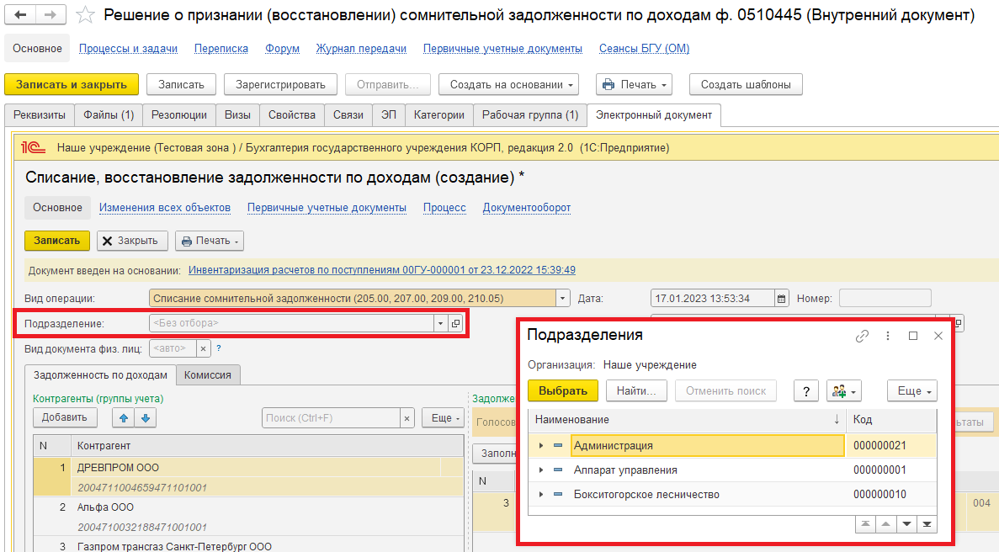 Решение о признании (восстановлении) сомнительной задолженности по доходам ф. 0510445 (Внутренний документ)
Основное Процессы и задачи Переписка Форум Журнал передачи Первичные учетные документы Сеансы БГУ (ОМ)
Записать и закрыть Записать Зарегистрировать Отправить... Создать на основании Печать Создать шаблоны
Реквизиты Файлы (1) Резолюции Визы Свойства Связи ЭП Категории Рабочая группа (1) Электронный документ
1С Наше учреждение (Тестовая зона ) / Бухгалтерия государственного учреждения КОРП, редакция 2.0 (1С:Предприятие)
Списание, восстановление задолженности по доходам (создание) *
Основное Изменения всех объектов Первичные учетные документы Процесс Документооборот
Записать Закрыть Печать
Документ введен на основании: Инвентаризация расчетов по поступлениям 00ГУ-000001 от 23.12.2022 15:39:49
Вид операции: Списание сомнительной задолженности (205.00, 207.00, 209.00, 210.05) Дата: 17.01.2023 13:53:34 Номер:
Подразделение: <Без отбора>
Вид документа физ. лиц: <авто> × ?
Задолженность по доходам Комиссия
Контрагенты (группы учета)
Добавить Поиск (Ctrl+F) × Еще
N Контрагент
1 ДРЕВПРОМ ООО
2004711004659471101001
2 Альфа ООО
2004710032188471001001
3 Газпром трансгаз Санкт-Петербург ООО
Задолже
Голосов
ьтаты
Заполн
N
3
004
Подразделения
Организация: Наше учреждение
Выбрать Найти... Отменить поиск ? Еще
Наименование ↓ Код
Администрация 000000021
Аппарат управления 000000001
Бокситогорское лесничество 000000010